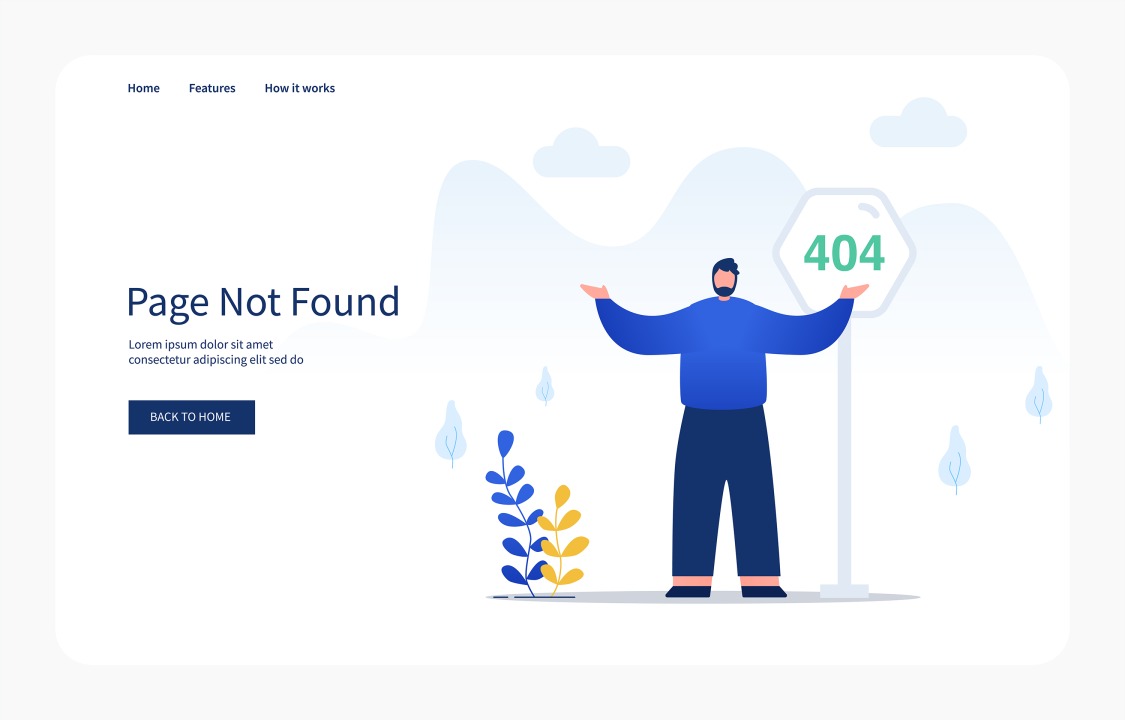 Home Features How it works
404
Page Not Found
Lorem ipsum dolor sit amet
consectetur adipiscing elit sed do
BACK TO HOME